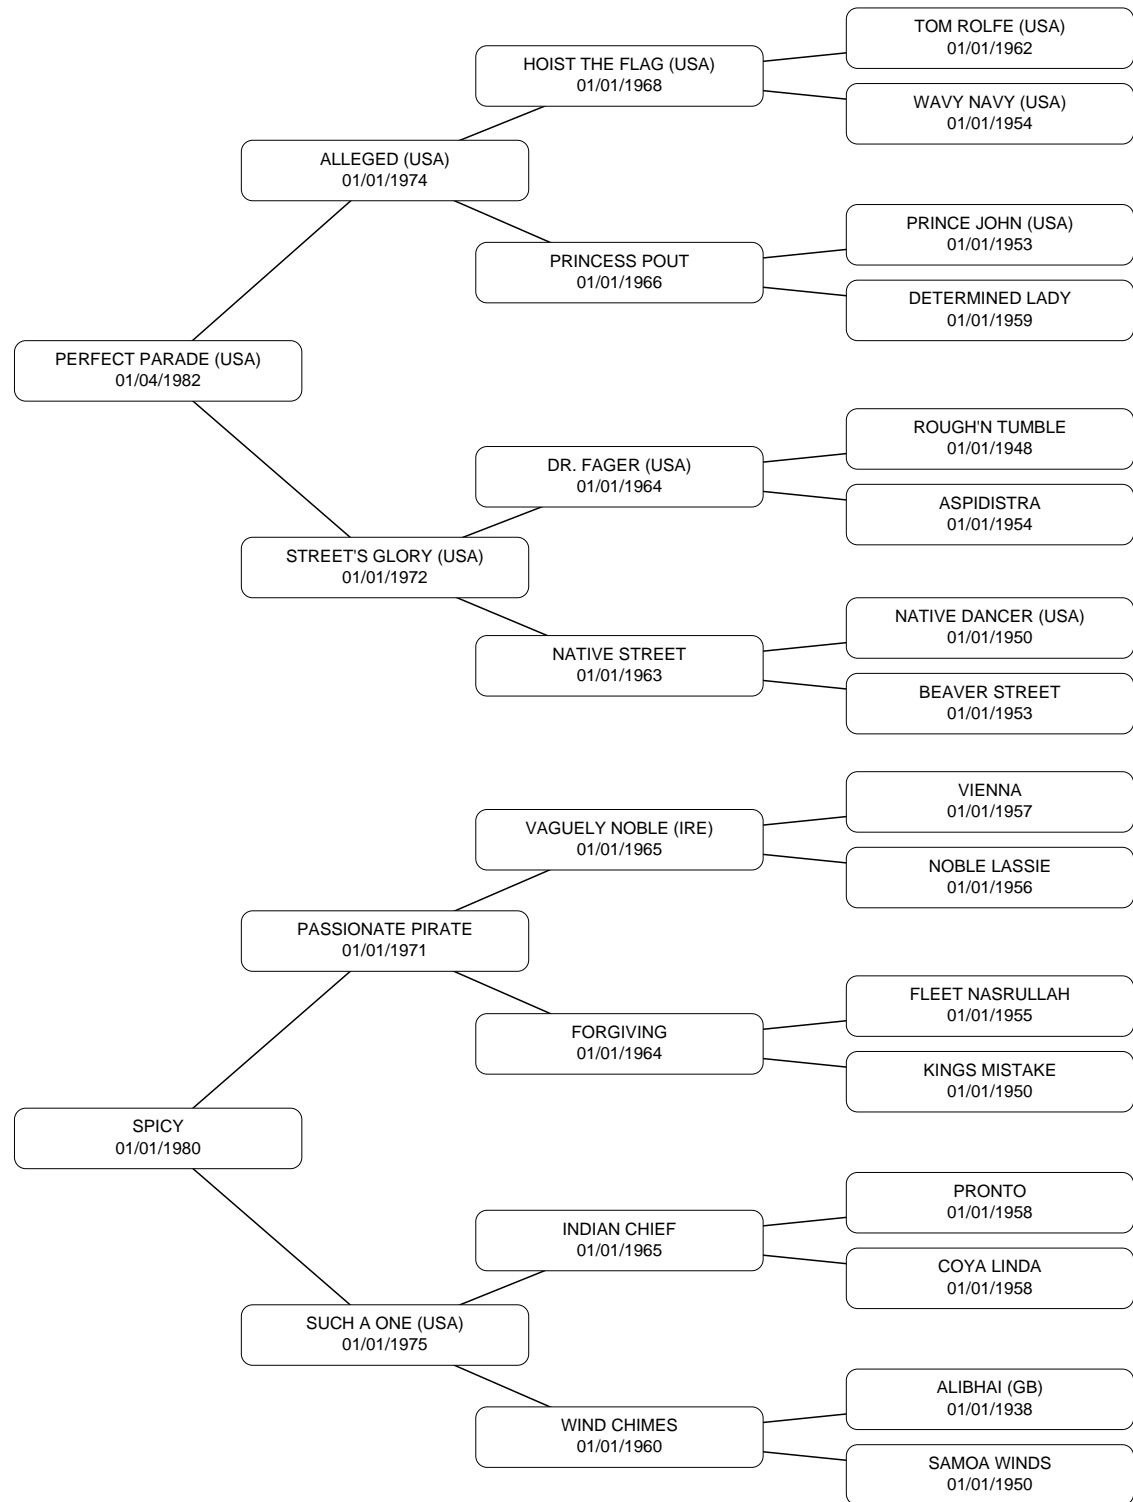 TOM ROLFE (USA)
01/01/1962
HOIST THE FLAG (USA)
01/01/1968
WAVY NAVY (USA)
01/01/1954
ALLEGED (USA)
01/01/1974
PRINCE JOHN (USA)
01/01/1953
PRINCESS POUT
01/01/1966
DETERMINED LADY
01/01/1959
PERFECT PARADE (USA)
01/04/1982
ROUGH'N TUMBLE
01/01/1948
DR. FAGER (USA)
01/01/1964
ASPIDISTRA
01/01/1954
STREET'S GLORY (USA)
01/01/1972
NATIVE DANCER (USA)
01/01/1950
NATIVE STREET
01/01/1963
BEAVER STREET
01/01/1953
VIENNA
01/01/1957
VAGUELY NOBLE (IRE)
01/01/1965
NOBLE LASSIE
01/01/1956
PASSIONATE PIRATE
01/01/1971
FLEET NASRULLAH
01/01/1955
FORGIVING
01/01/1964
KINGS MISTAKE
01/01/1950
SPICY
01/01/1980
PRONTO
01/01/1958
INDIAN CHIEF
01/01/1965
COYA LINDA
01/01/1958
SUCH A ONE (USA)
01/01/1975
ALIBHAI (GB)
01/01/1938
WIND CHIMES
01/01/1960
SAMOA WINDS
01/01/1950